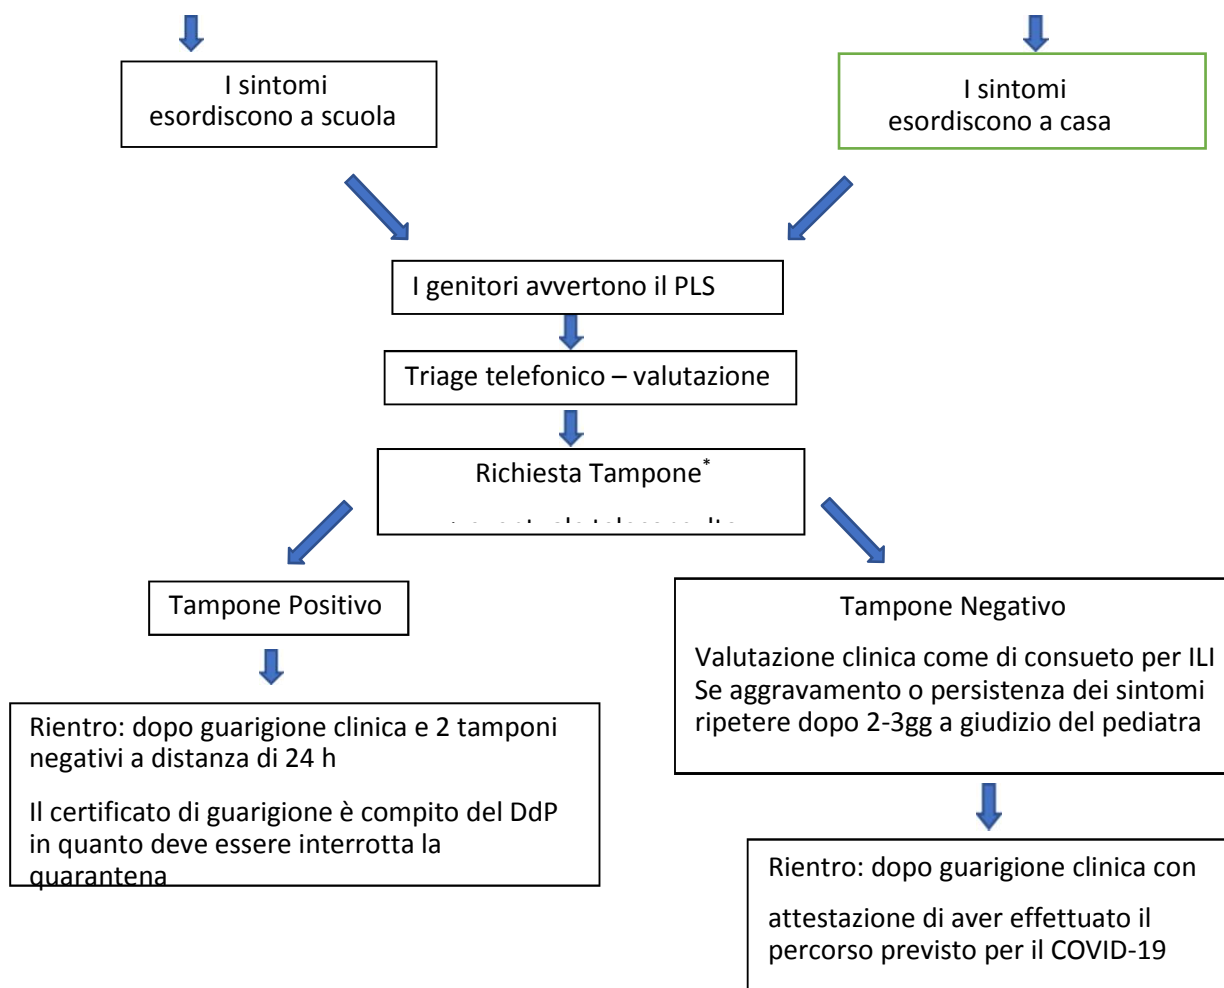 I sintomi
esordiscono a scuola
I sintomi
esordiscono a casa
I genitori avvertono il PLS
Triage telefonico – valutazione
Richiesta Tampone*
Tampone Positivo
Rientro: dopo guarigione clinica e 2 tamponi
negativi a distanza di 24 h
Il certificato di guarigione è compito del DdP
in quanto deve essere interrotta la
quarantena
Tampone Negativo
Valutazione clinica come di consueto per ILI
Se aggravamento o persistenza dei sintomi
ripetere dopo 2-3gg a giudizio del pediatra
Rientro: dopo guarigione clinica con
attestazione di aver effettuato il
percorso previsto per il COVID-19